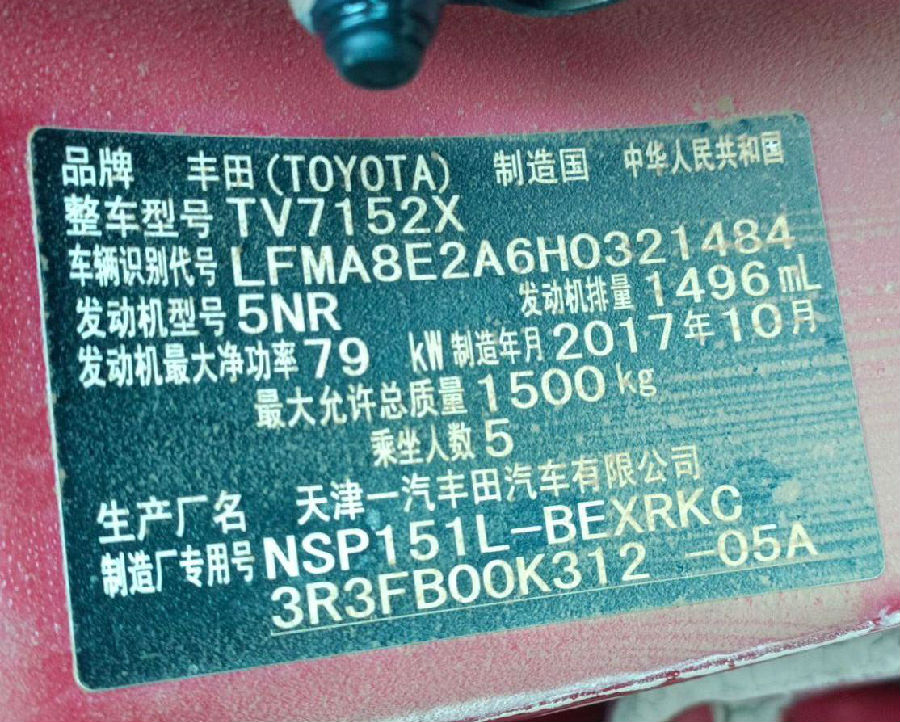 品牌 丰田(TOYOTA) 制造国 中华人民共和国
整车型号 TV7152X
车辆识别代号 LFMA8E2A6H0321484
发动机型号 5NR 发动机排量 1496 mL
发动机最大净功率 79 kW 制造年月 2017年10月
最大允许总质量 1500 kg
乘坐人数 5
生产厂名 天津一汽丰田汽车有限公司
制造厂专用号 NSP151L-BEXRKC
3R3FB00K312 -05A